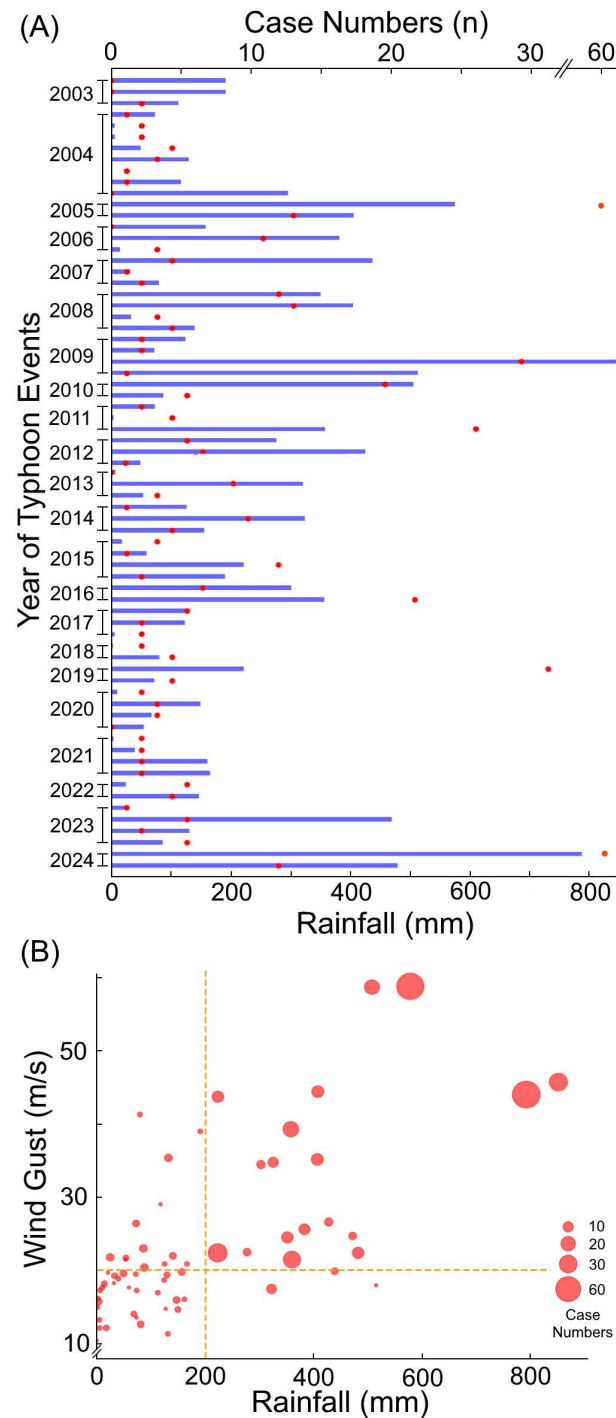 (A)
Case Numbers (n)
0 10 20 30 60
Year of Typhoon Events
2003
2004
2005
2006
2007
2008
2009
2010
2011
2012
2013
2014
2015
2016
2017
2018
2019
2020
2021
2022
2023
2024
0 200 400 600 800
Rainfall (mm)
(B)
Wind Gust (m/s)
50
30
10
10
20
30
60
Case
Numbers
0 200 400 600 800
Rainfall (mm)